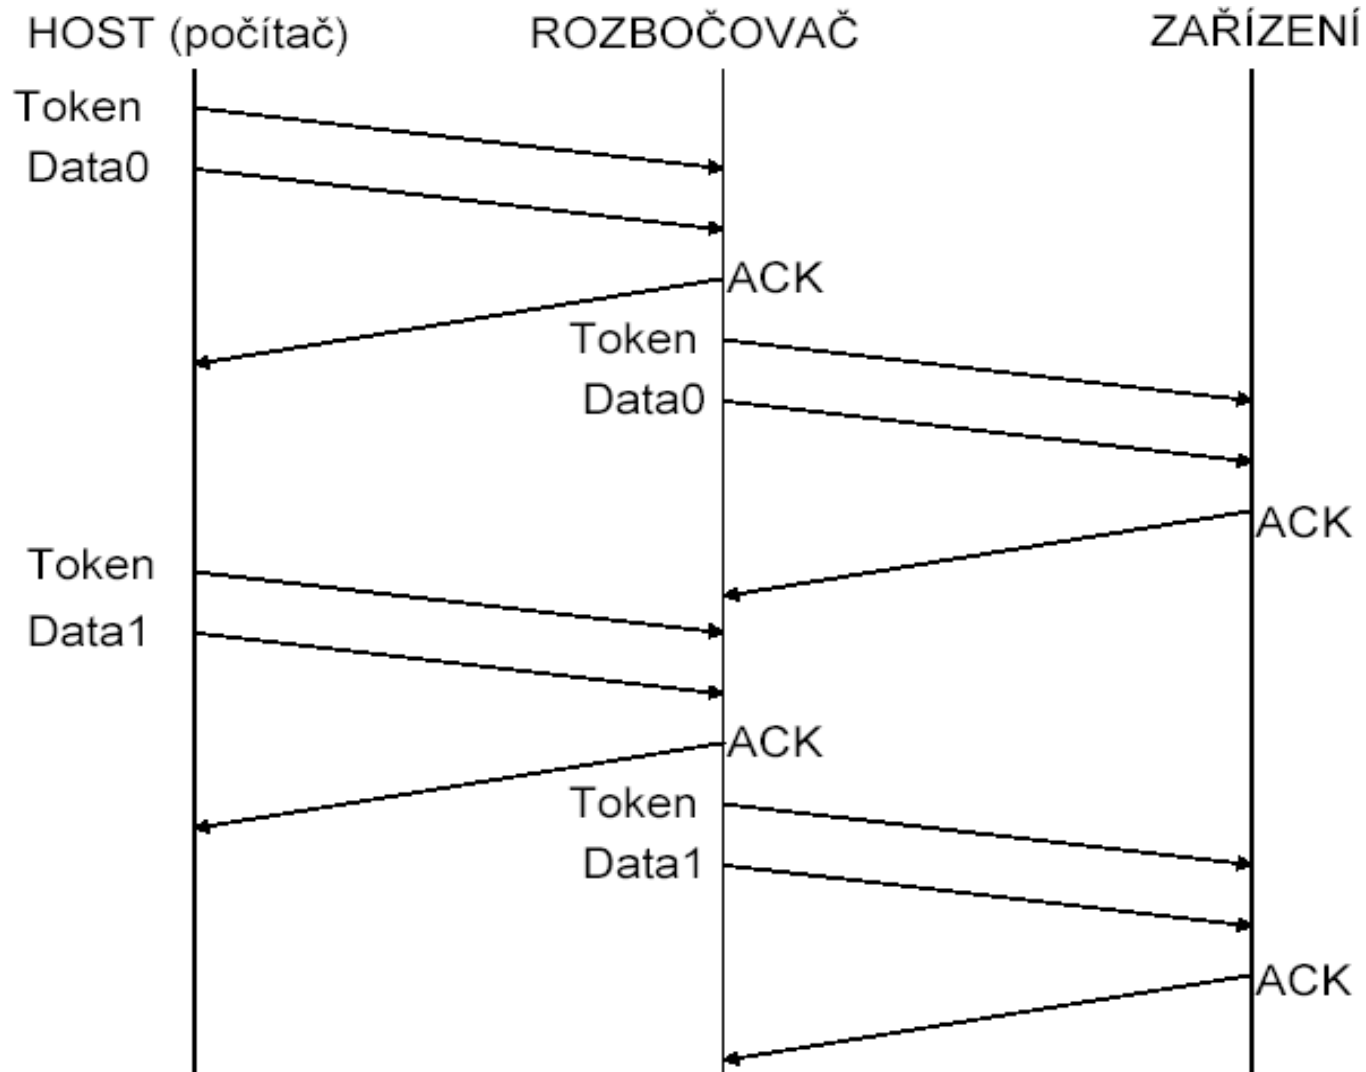 HOST (počítač)
ROZBOČOVAČ
ZAŘÍZENÍ
Token
Data0
ACK
Token
Data0
ACK
Token
Data1
ACK
Token
Data1
ACK